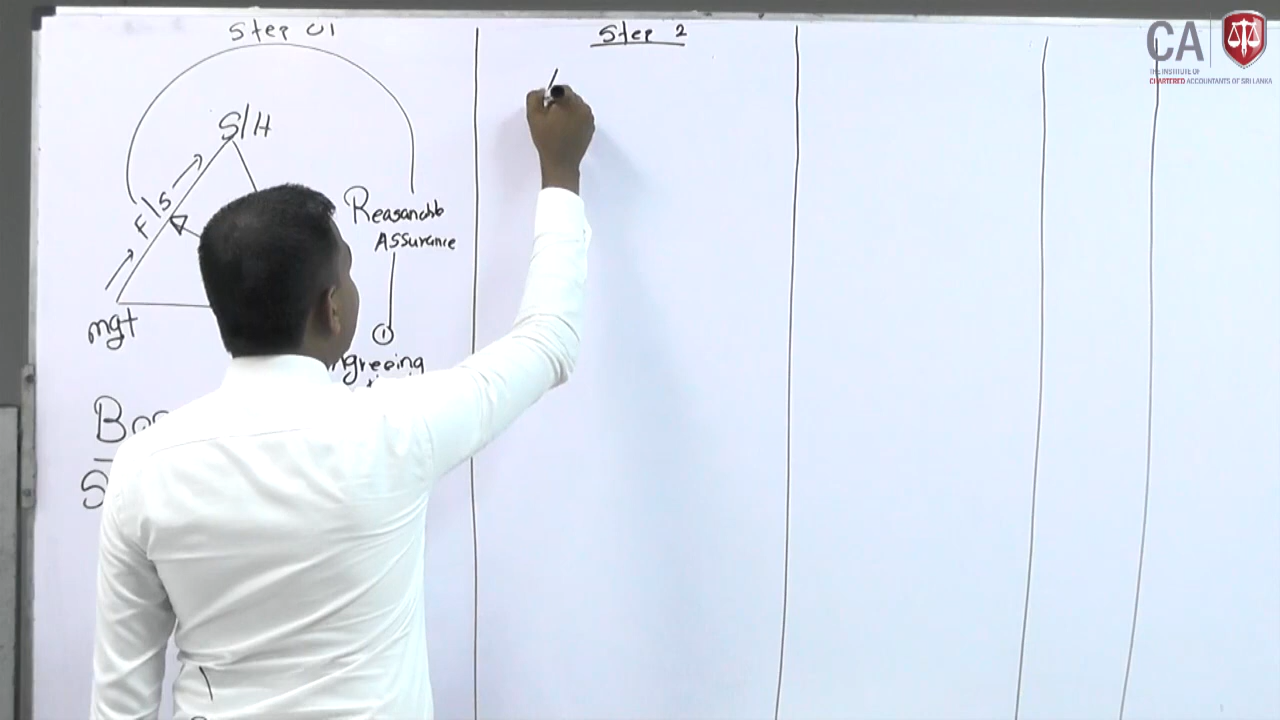 Step 01
Step 2
S/H
F/S
Reasonable
Assurance
mgt
①
CA
THE INSTITUTE OF
CHARTERED ACCOUNTANTS OF SRI LANKA